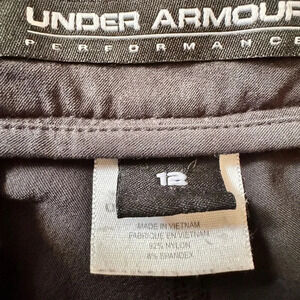 UNDER ARMOUR
PERFORMANCE
12
MADE IN VIETNAM
FABRIQUE EN VIETNAM
92% NYLON
8% SPANDEX